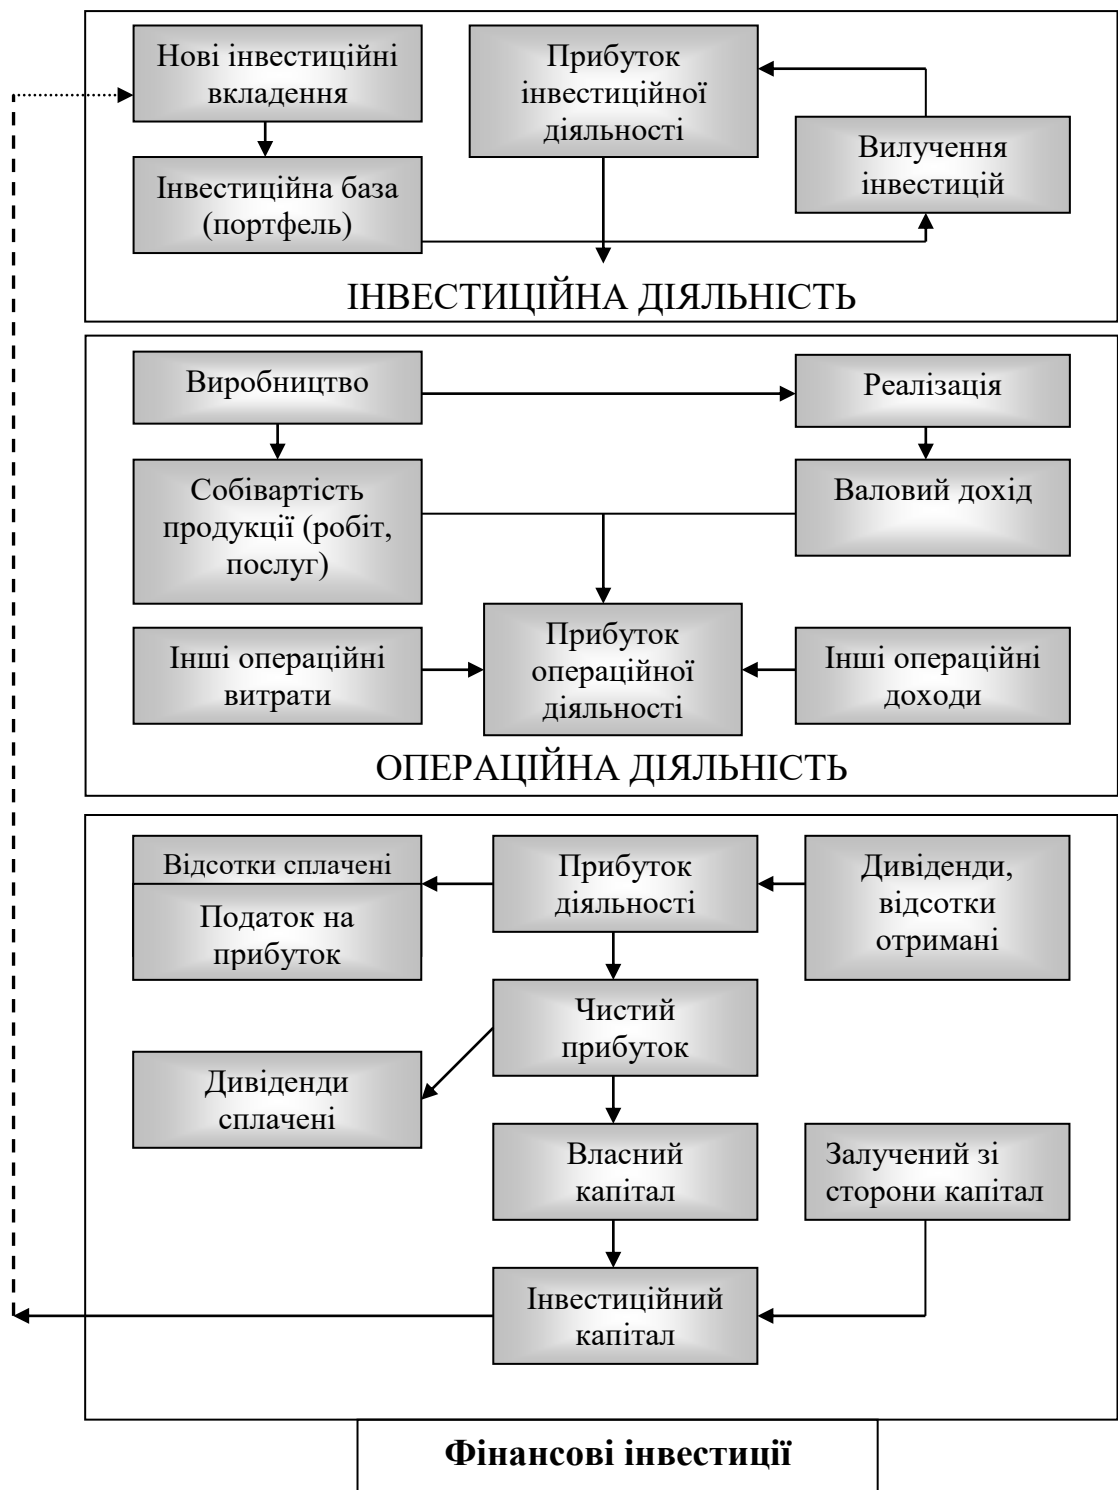 Нові інвестиційні
вкладення
Прибуток
інвестиційної
діяльності
Вилучення
інвестицій
Інвестиційна база
(портфель)
ІНВЕСТИЦІЙНА ДІЯЛЬНІСТЬ
Виробництво
Реалізація
Собівартість
продукції (робіт,
послуг)
Валовий дохід
Інші операційні
витрати
Прибуток
операційної
діяльності
Інші операційні
доходи
ОПЕРАЦІЙНА ДІЯЛЬНІСТЬ
Відсотки сплачені
Податок на
прибуток
Прибуток
діяльності
Дивіденди,
відсотки
отримані
Чистий
прибуток
Дивіденди
сплачені
Власний
капітал
Залучений зі
сторони капітал
Інвестиційний
капітал
Фінансові інвестиції